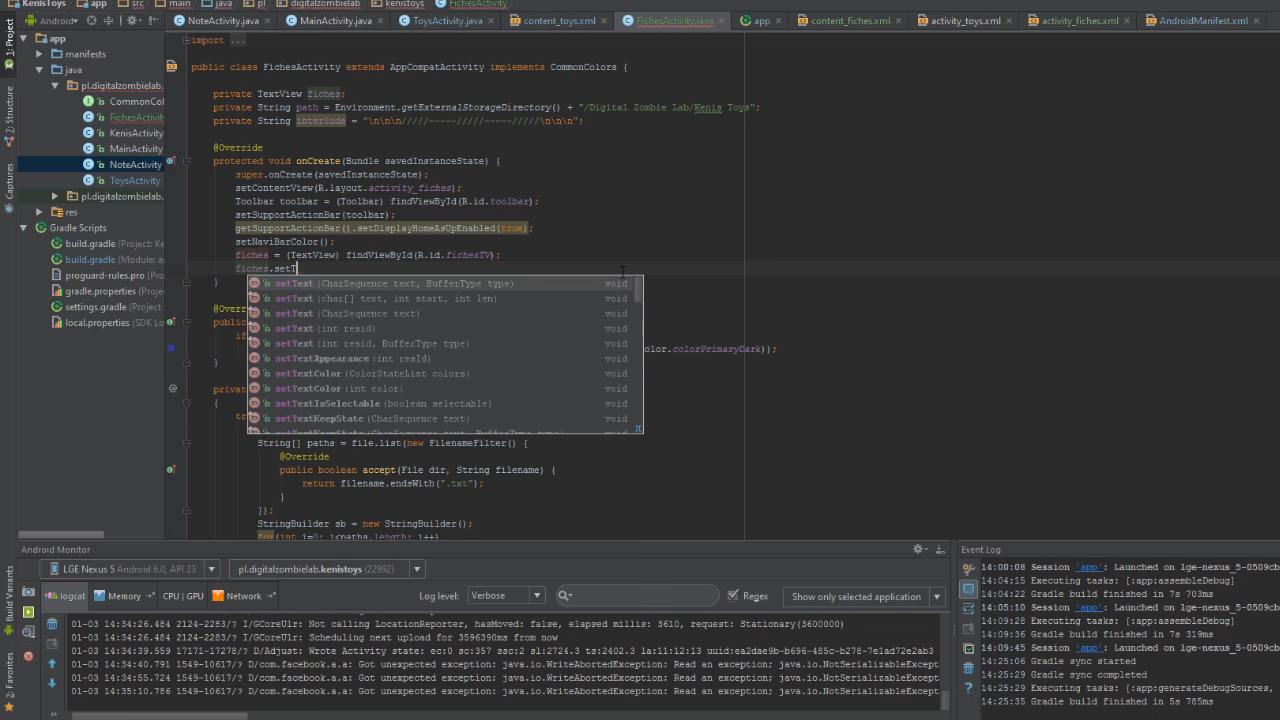 KenisToys app src main java pl digitalzombielab kenistoys FichesActivity
Android
NoteActivity.java MainActivity.java ToysActivity.java content_toys.xml FichesActivity.java app content_fiches.xml activity_toys.xml activity_fiches.xml AndroidManifest.xml
1: Project
Z: Structure
Captures
Build Variants
2: Favorites
app
manifests
java
pl.digitalzombielab.
CommonCol
FichesActivity
KenisActivity
MainActivity
NoteActivity
ToysActivity
pl.digitalzombielab.
res
Gradle Scripts
build.gradle (Project: Ke
build.gradle (Module: a
proguard-rules.pro
gradle.properties (Proje
settings.gradle (Project
local.properties (SDK Lo
import ...
public class FichesActivity extends AppCompatActivity implements CommonColors {
private TextView fiches;
private String path = Environment.getExternalStorageDirectory() + "/Digital Zombie Lab/Kenis Toys";
private String interlude = "\n\n\n/////-----/////-----/////\n\n\n";
@Override
protected void onCreate(Bundle savedInstanceState) {
super.onCreate(savedInstanceState);
setContentView(R.layout.activity_fiches);
Toolbar toolbar = (Toolbar) findViewById(R.id.toolbar);
setSupportActionBar(toolbar);
getSupportActionBar().setDisplayHomeAsUpEnabled(true);
setNaviBarColor();
fiches = (TextView) findViewById(R.id.fichesTV);
fiches.setT
}
setText(CharSequence text, BufferType type) void
setText(char[] text, int start, int len) void
setText(CharSequence text) void
setText(int resid) void
setText(int resid, BufferType type) void
setTextAppearance(int resId) void
setTextColor(ColorStateList colors) void
setTextColor(int color) void
setTextIsSelectable(boolean selectable) void
setTextKeepState(CharSequence text) void
π
@Overr
public
if
color.colorPrimaryDark));
}
privat
{
tr
String[] paths = file.list(new FilenameFilter() {
@Override
public boolean accept(File dir, String filename) {
return filename.endsWith(".txt");
}
});
StringBuilder sb = new StringBuilder();
for(int i=0; i<paths.length; i++)
Android Monitor
LGE Nexus 5 Android 6.0, API 23 pl.digitalzombielab.kenistoys (22992)
logcat Memory CPU | GPU Network Log level: Verbose Regex Show only selected application
01-03 14:34:26.484 2124-2283/? I/GCoreUlr: Not calling LocationReporter, hasMoved: false, elapsed millis: 3610, request: Stationary(3600000)
01-03 14:34:26.484 2124-2283/? I/GCoreUlr: Scheduling next upload for 3596390ms from now
01-03 14:34:39.559 17171-17278/? D/Adjust: Wrote Activity state: ec:0 sc:357 ssc:2 sl:2724.3 ts:2402.3 la:11:12:13 uuid:ea2dae9b-b696-485c-b278-7e1ad72e2ab3
01-03 14:34:40.791 1549-10617/? D/com.facebook.a.a: Got unexpected exception: java.io.WriteAbortedException: Read an exception; java.io.NotSerializableExcept
01-03 14:34:55.724 1549-10617/? D/com.facebook.a.a: Got unexpected exception: java.io.WriteAbortedException: Read an exception; java.io.NotSerializableExcept
01-03 14:35:10.786 1549-10617/? D/com.facebook.a.a: Got unexpected exception: java.io.WriteAbortedException: Read an exception; java.io.NotSerializableExcept
Event Log
14:00:08 Session 'app': Launched on lge-nexus_5-0509cb
14:04:15 Executing tasks: [:app:assembleDebug]
14:04:22 Gradle build finished in 7s 703ms
14:05:10 Session 'app': Launched on lge-nexus_5-0509cb
14:09:28 Executing tasks: [:app:assembleDebug]
14:09:34 Gradle build finished in 7s 319ms
14:09:45 Session 'app': Launched on lge-nexus_5-0509cb
14:25:06 Gradle sync started
14:25:29 Gradle sync completed
14:25:29 Executing tasks: [:app:generateDebugSources,
14:25:35 Gradle build finished in 5s 785ms